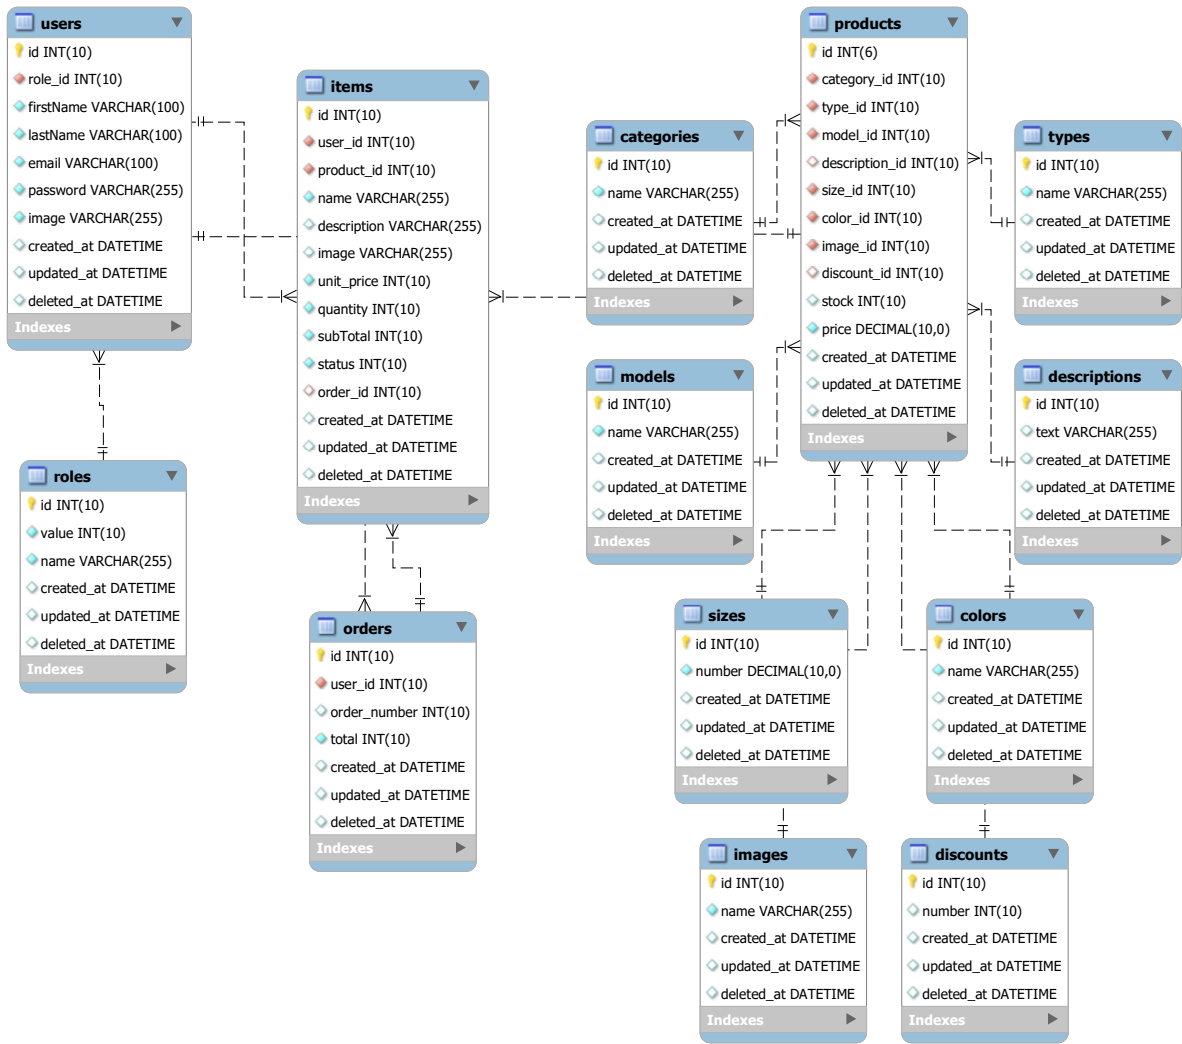 users
id INT(10)
role_id INT(10)
firstName VARCHAR(100)
lastName VARCHAR(100)
email VARCHAR(100)
password VARCHAR(255)
image VARCHAR(255)
created_at DATETIME
updated_at DATETIME
deleted_at DATETIME
Indexes
roles
id INT(10)
value INT(10)
name VARCHAR(255)
created_at DATETIME
updated_at DATETIME
deleted_at DATETIME
Indexes
items
id INT(10)
user_id INT(10)
product_id INT(10)
name VARCHAR(255)
description VARCHAR(255)
image VARCHAR(255)
unit_price INT(10)
quantity INT(10)
subTotal INT(10)
status INT(10)
order_id INT(10)
created_at DATETIME
updated_at DATETIME
deleted_at DATETIME
Indexes
orders
id INT(10)
user_id INT(10)
order_number INT(10)
total INT(10)
created_at DATETIME
updated_at DATETIME
deleted_at DATETIME
Indexes
categories
id INT(10)
name VARCHAR(255)
created_at DATETIME
updated_at DATETIME
deleted_at DATETIME
Indexes
models
id INT(10)
name VARCHAR(255)
created_at DATETIME
updated_at DATETIME
deleted_at DATETIME
Indexes
products
id INT(6)
category_id INT(10)
type_id INT(10)
model_id INT(10)
description_id INT(10)
size_id INT(10)
color_id INT(10)
image_id INT(10)
discount_id INT(10)
stock INT(10)
price DECIMAL(10,0)
created_at DATETIME
updated_at DATETIME
deleted_at DATETIME
Indexes
types
id INT(10)
name VARCHAR(255)
created_at DATETIME
updated_at DATETIME
deleted_at DATETIME
Indexes
descriptions
id INT(10)
text VARCHAR(255)
created_at DATETIME
updated_at DATETIME
deleted_at DATETIME
Indexes
sizes
id INT(10)
number DECIMAL(10,0)
created_at DATETIME
updated_at DATETIME
deleted_at DATETIME
Indexes
colors
id INT(10)
name VARCHAR(255)
created_at DATETIME
updated_at DATETIME
deleted_at DATETIME
Indexes
images
id INT(10)
name VARCHAR(255)
created_at DATETIME
updated_at DATETIME
deleted_at DATETIME
Indexes
discounts
id INT(10)
number INT(10)
created_at DATETIME
updated_at DATETIME
deleted_at DATETIME
Indexes